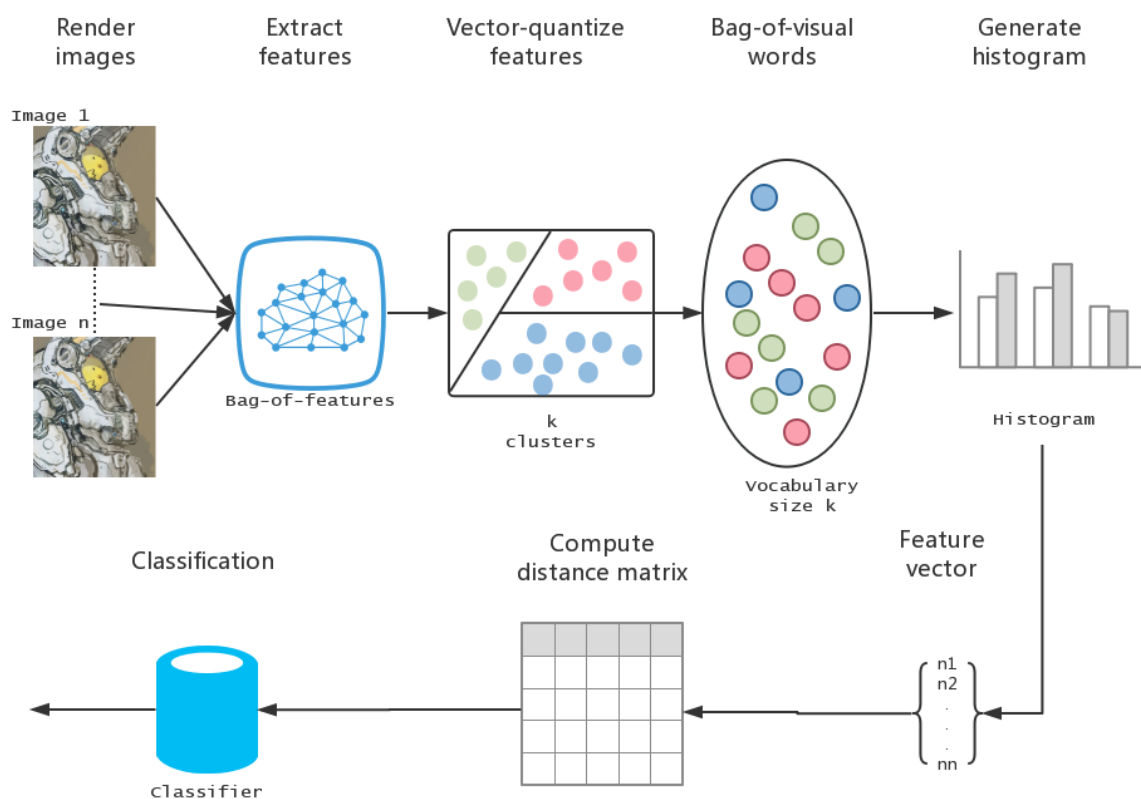 Render
images
Extract
features
Vector-quantize
features
Bag-of-visual
words
Generate
histogram
Image 1
Image n
Bag-of-features
k
clusters
Vocabulary
size k
Histogram
Classification
Compute
distance matrix
Feature
vector
n1
n2
.
.
.
nn
Classifier